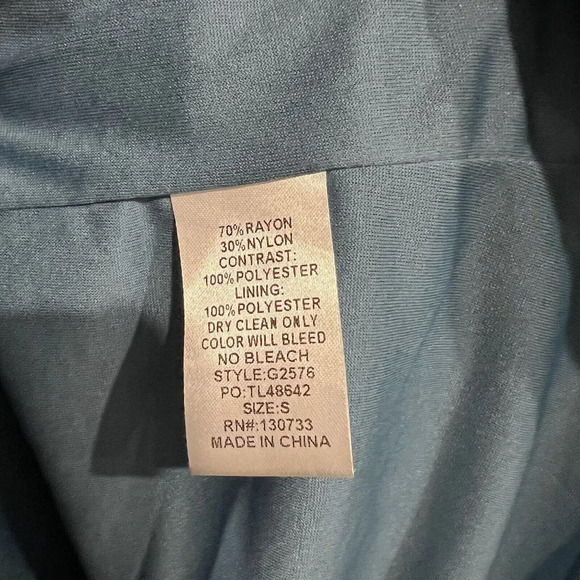 70%RAYON
30%NYLON
CONTRAST:
100%POLYESTER
LINING:
100%POLYESTER
DRY CLEAN ONLY
COLOR WILL BLEED
NO BLEACH
STYLE:G2576
PO:TL48642
SIZE:S
RN#:130733
MADE IN CHINA